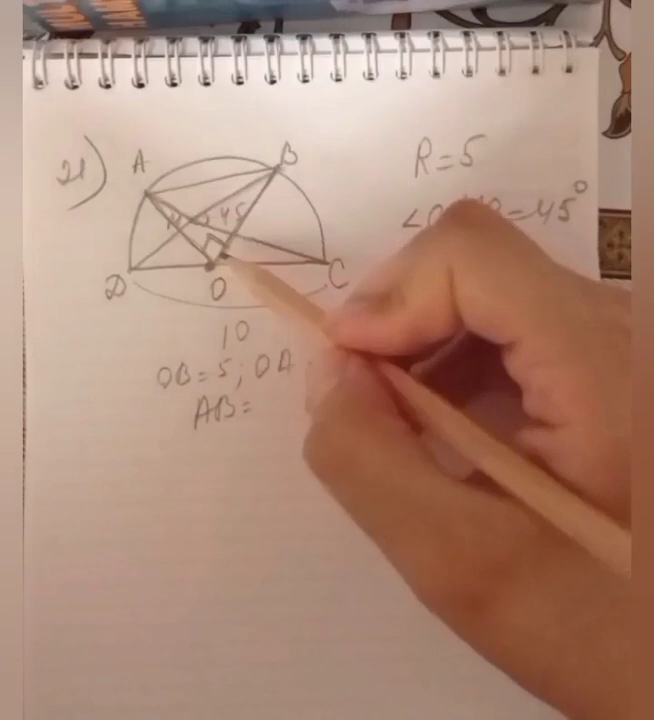 21)
A B
R=5
45
=45°
D O C
10
OB=5; OA
AB=